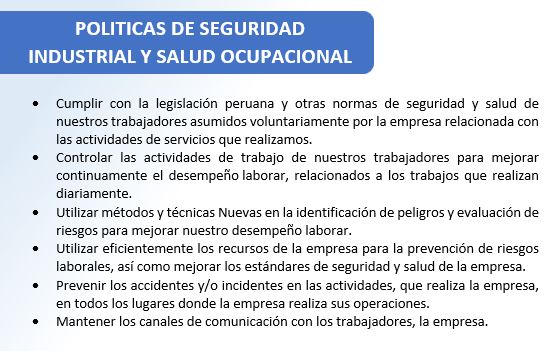 POLITICAS DE SEGURIDAD
INDUSTRIAL Y SALUD OCUPACIONAL
• Cumplir con la legislación peruana y otras normas de seguridad y salud de
nuestros trabajadores asumidos voluntariamente por la empresa relacionada con
las actividades de servicios que realizamos.
• Controlar las actividades de trabajo de nuestros trabajadores para mejorar
continuamente el desempeño laborar, relacionados a los trabajos que realizan
diariamente.
• Utilizar métodos y técnicas Nuevas en la identificación de peligros y evaluación de
riesgos para mejorar nuestro desempeño laborar.
• Utilizar eficientemente los recursos de la empresa para la prevención de riesgos
laborales, así como mejorar los estándares de seguridad y salud de la empresa.
• Prevenir los accidentes y/o incidentes en las actividades, que realiza la empresa,
en todos los lugares donde la empresa realiza sus operaciones.
• Mantener los canales de comunicación con los trabajadores, la empresa.